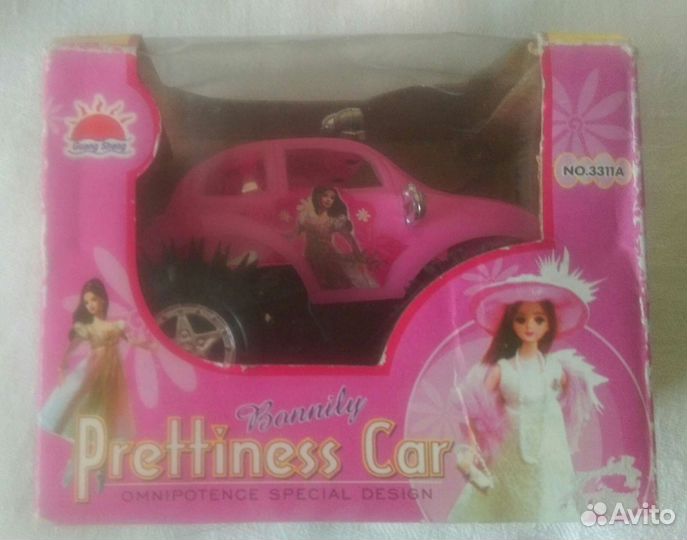 Guang Sheng
NO.3311A
Bonnily
Prettiness Car
OMNIPOTENCE SPECIAL DESIGN
Avito